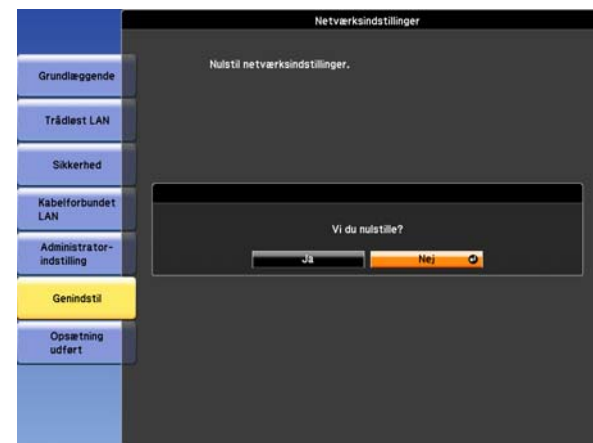 Netværksindstillinger
Grundlæggende
Trådløst LAN
Sikkerhed
Kabelforbundet
LAN
Administrator-
indstilling
Genindstil
Opsætning
udført
Nulstil netværksindstillinger.
Vi du nulstille?
Ja
Nej